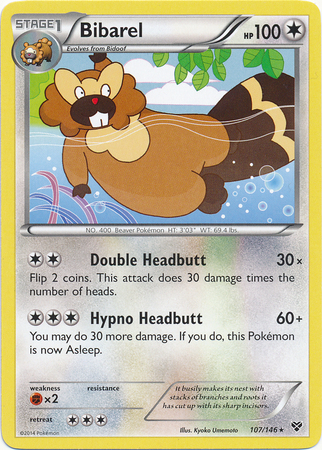 STAGE1 Bibarel HP100
Evolves from Bidoof
NO. 400 Beaver Pokémon HT: 3'03" WT: 69.4 lbs.
Double Headbutt 30×
Flip 2 coins. This attack does 30 damage times
the number of heads.
Hypno Headbutt 60+
You may do 30 more damage. If you do, this Pokémon
is now Asleep.
weakness resistance
×2
retreat
It busily makes its nest with
stacks of branches and roots it
has cut up with its sharp incisors.
©2014 Pokémon Illus. Kyoko Umemoto 107/146 ★
XY